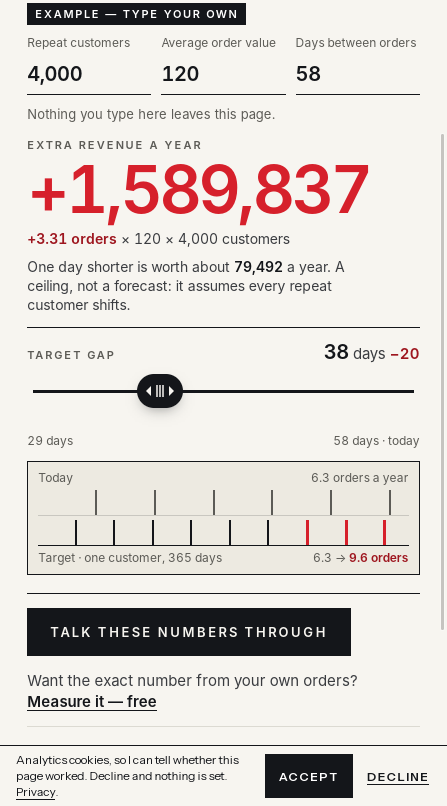 EXAMPLE — TYPE YOUR OWN
Repeat customers Average order value Days between orders
4,000 120 58
Nothing you type here leaves this page.
EXTRA REVENUE A YEAR
+1,589,837
+3.31 orders × 120 × 4,000 customers
One day shorter is worth about 79,492 a year. A
ceiling, not a forecast: it assumes every repeat
customer shifts.
TARGET GAP 38 days −20
29 days 58 days · today
Today 6.3 orders a year
Target · one customer, 365 days 6.3 → 9.6 orders
TALK THESE NUMBERS THROUGH
Want the exact number from your own orders?
Measure it — free
Analytics cookies, so I can tell whether this
page worked. Decline and nothing is set.
Privacy.
ACCEPT DECLINE